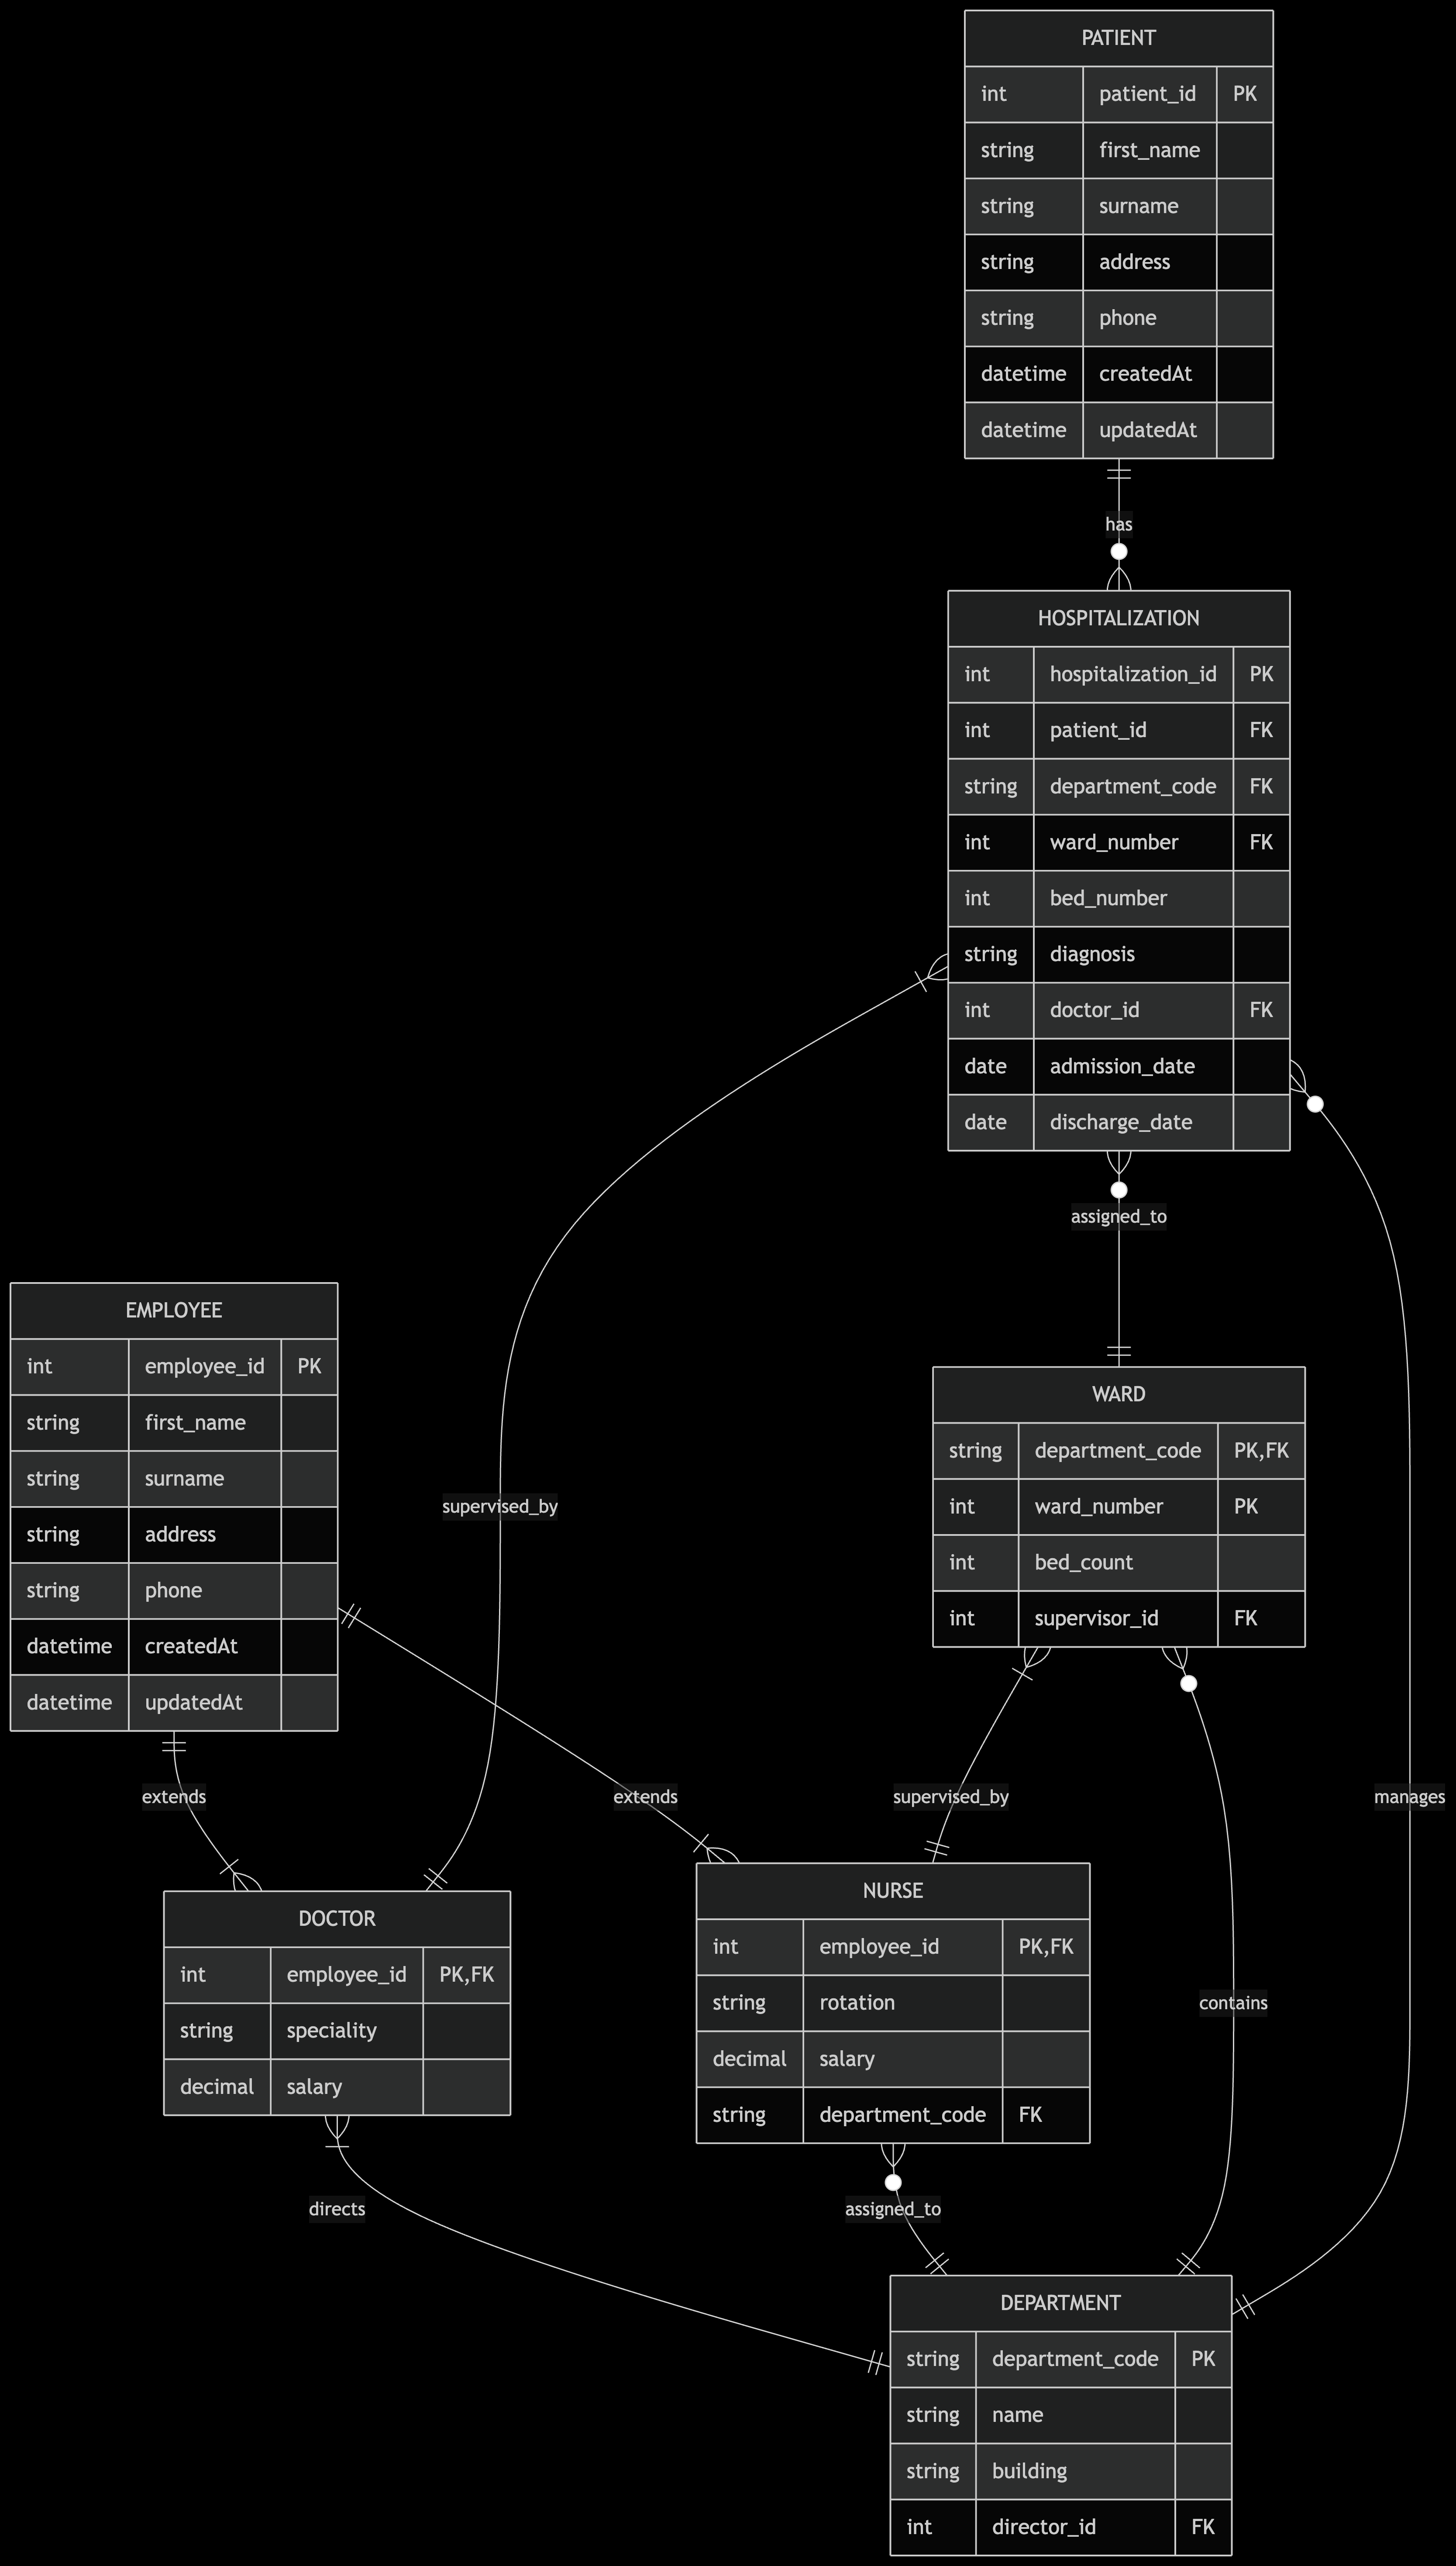 PATIENT
int patient_id PK
string first_name
string surname
string address
string phone
datetime createdAt
datetime updatedAt
has
HOSPITALIZATION
int hospitalization_id PK
int patient_id FK
string department_code FK
int ward_number FK
int bed_number
string diagnosis
int doctor_id FK
date admission_date
date discharge_date
assigned_to
EMPLOYEE
int employee_id PK
string first_name
string surname
string address
string phone
datetime createdAt
datetime updatedAt
supervised_by
WARD
string department_code PK,FK
int ward_number PK
int bed_count
int supervisor_id FK
extends
extends
supervised_by
manages
DOCTOR
int employee_id PK,FK
string speciality
decimal salary
NURSE
int employee_id PK,FK
string rotation
decimal salary
string department_code FK
contains
directs
assigned_to
DEPARTMENT
string department_code PK
string name
string building
int director_id FK